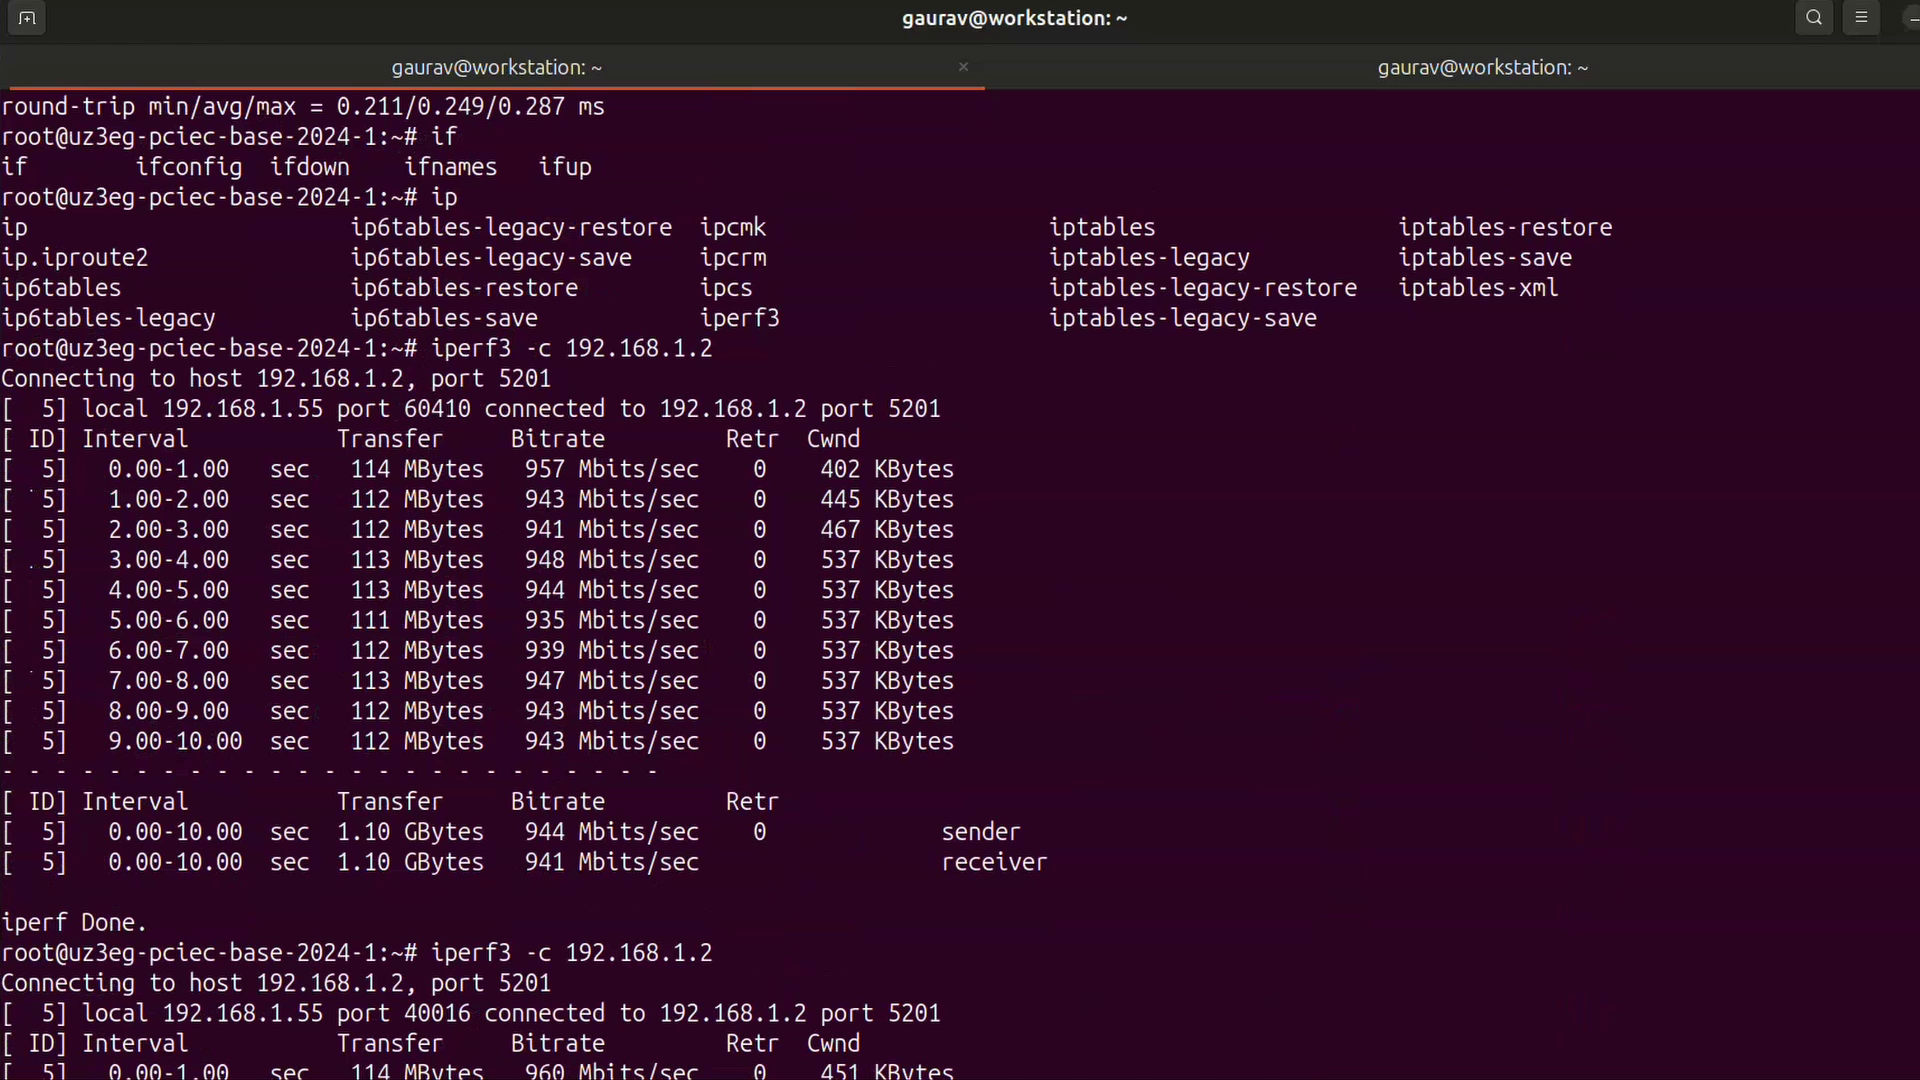 gaurav@workstation: ~
gaurav@workstation: ~ × gaurav@workstation: ~
round-trip min/avg/max = 0.211/0.249/0.287 ms
root@uz3eg-pciec-base-2024-1:~# if
if ifconfig ifdown ifnames ifup
root@uz3eg-pciec-base-2024-1:~# ip
ip ip6tables-legacy-restore ipcmk iptables iptables-restore
ip.iproute2 ip6tables-legacy-save ipcrm iptables-legacy iptables-save
ip6tables ip6tables-restore ipcs iptables-legacy-restore iptables-xml
ip6tables-legacy ip6tables-save iperf3 iptables-legacy-save
root@uz3eg-pciec-base-2024-1:~# iperf3 -c 192.168.1.2
Connecting to host 192.168.1.2, port 5201
[  5] local 192.168.1.55 port 60410 connected to 192.168.1.2 port 5201
[ ID] Interval Transfer Bitrate Retr Cwnd
[  5] 0.00-1.00 sec 114 MBytes 957 Mbits/sec 0 402 KBytes
[  5] 1.00-2.00 sec 112 MBytes 943 Mbits/sec 0 445 KBytes
[  5] 2.00-3.00 sec 112 MBytes 941 Mbits/sec 0 467 KBytes
[  5] 3.00-4.00 sec 113 MBytes 948 Mbits/sec 0 537 KBytes
[  5] 4.00-5.00 sec 113 MBytes 944 Mbits/sec 0 537 KBytes
[  5] 5.00-6.00 sec 111 MBytes 935 Mbits/sec 0 537 KBytes
[  5] 6.00-7.00 sec 112 MBytes 939 Mbits/sec 0 537 KBytes
[  5] 7.00-8.00 sec 113 MBytes 947 Mbits/sec 0 537 KBytes
[  5] 8.00-9.00 sec 112 MBytes 943 Mbits/sec 0 537 KBytes
[  5] 9.00-10.00 sec 112 MBytes 943 Mbits/sec 0 537 KBytes
- - - - - - - - - - - - - - - - - - - - - - - - -
[ ID] Interval Transfer Bitrate Retr
[  5] 0.00-10.00 sec 1.10 GBytes 944 Mbits/sec 0 sender
[  5] 0.00-10.00 sec 1.10 GBytes 941 Mbits/sec receiver
iperf Done.
root@uz3eg-pciec-base-2024-1:~# iperf3 -c 192.168.1.2
Connecting to host 192.168.1.2, port 5201
[  5] local 192.168.1.55 port 40016 connected to 192.168.1.2 port 5201
[ ID] Interval Transfer Bitrate Retr Cwnd
[  5] 0.00-1.00 sec 114 MBytes 960 Mbits/sec 0 451 KBytes